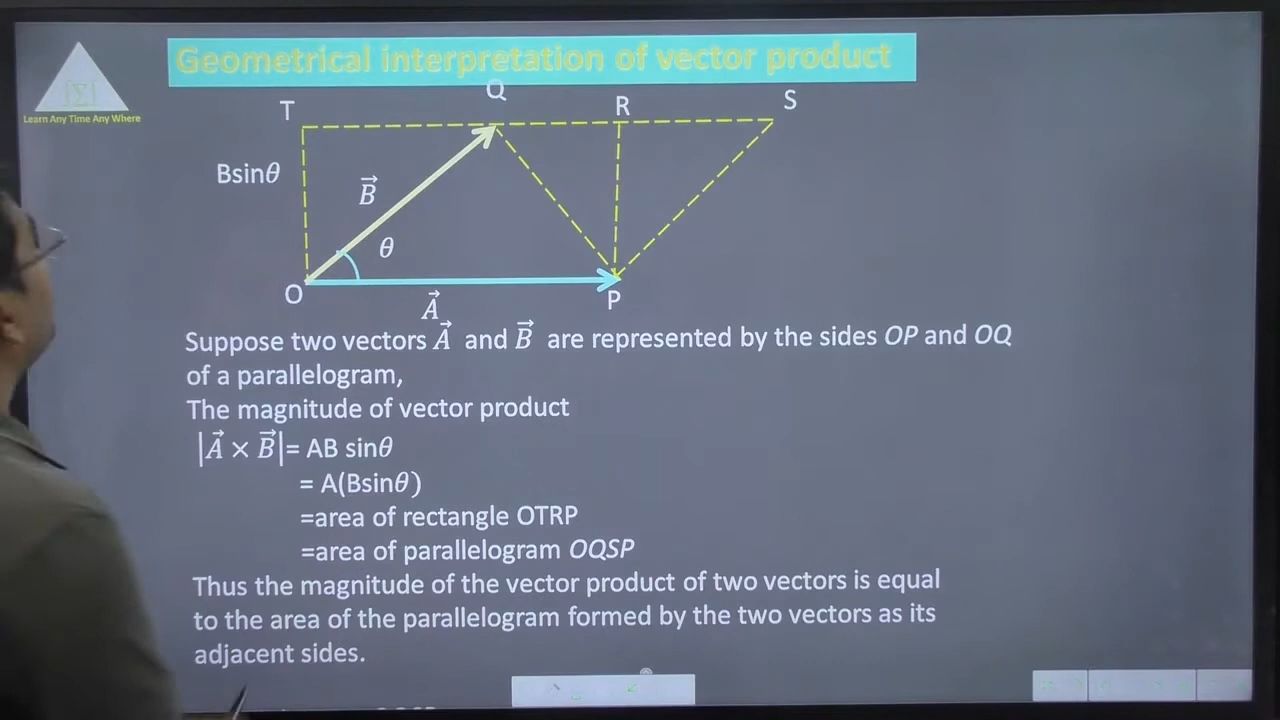 Geometrical interpretation of vector product
[Σ]
Learn Any Time Any Where
T
Q
R
S
Bsinθ
B⃗
θ
O
A⃗
P
Suppose two vectors A⃗ and B⃗ are represented by the sides OP and OQ
of a parallelogram,
The magnitude of vector product
|A⃗ × B⃗|= AB sinθ
= A(Bsinθ)
=area of rectangle OTRP
=area of parallelogram OQSP
Thus the magnitude of the vector product of two vectors is equal
to the area of the parallelogram formed by the two vectors as its
adjacent sides.